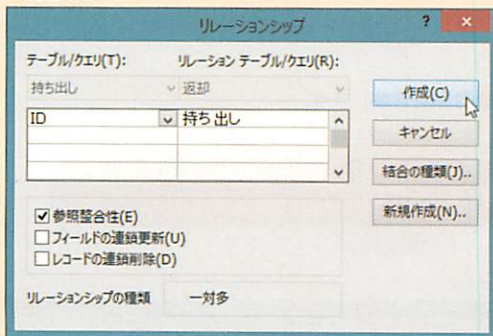 リレーションシップ ? ×
テーブル/クエリ(T): リレーション テーブル/クエリ(R):
持ち出し 返却
作成(C)
ID 持ち出し
キャンセル
結合の種類(J)..
参照整合性(E)
新規作成(N)..
フィールドの連鎖更新(U)
レコードの連鎖削除(D)
リレーションシップの種類 一対多